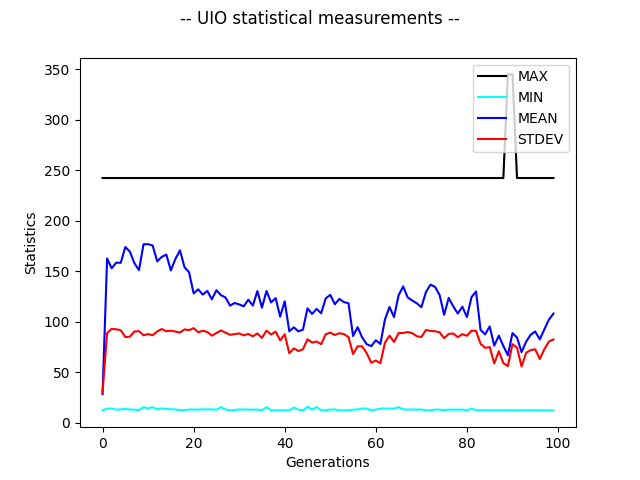 -- UIO statistical measurements --
MAX
MIN
MEAN
STDEV
Statistics
350
300
250
200
150
100
50
0
0 20 40 60 80 100
Generations